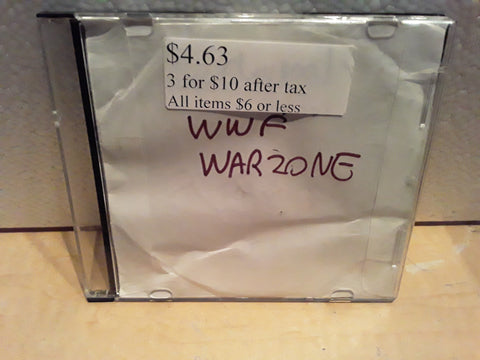 $4.63
3 for $10 after tax
All items $6 or less
WWF
WARZONE